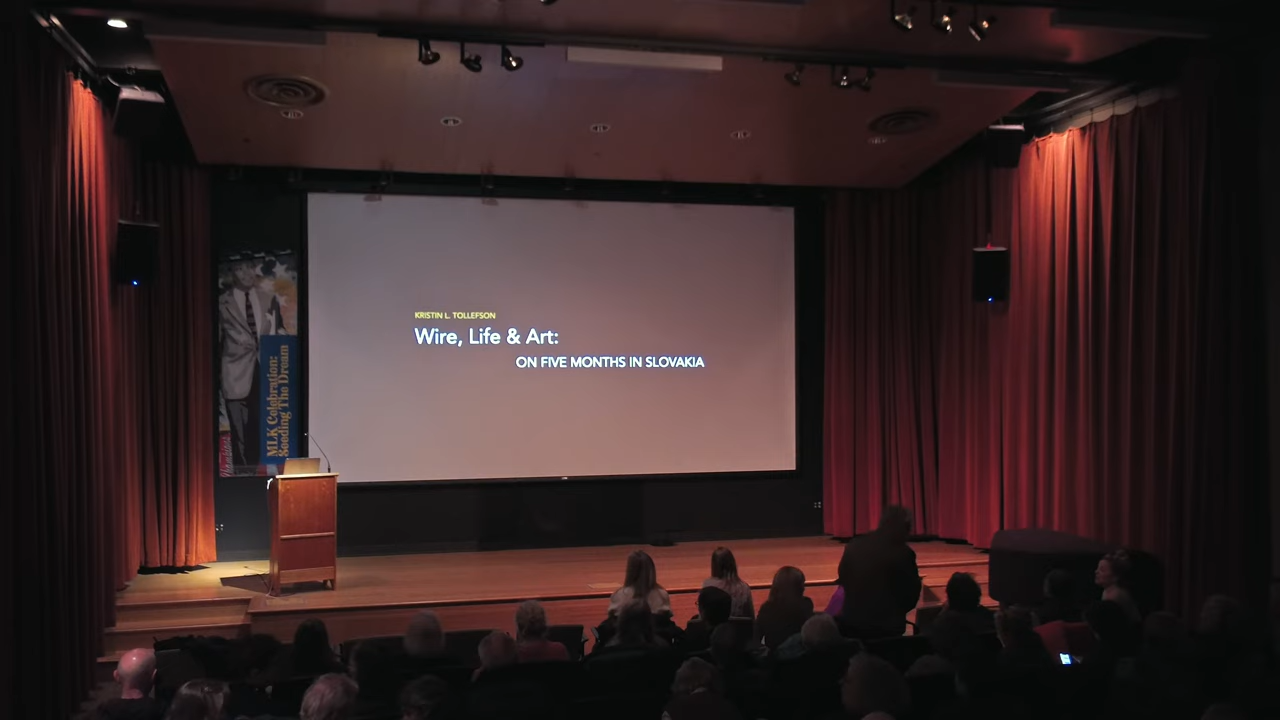 KRISTIN L. TOLLEFSON
Wire, Life & Art:
ON FIVE MONTHS IN SLOVAKIA
MLK Celebration:
Seeding The Dream